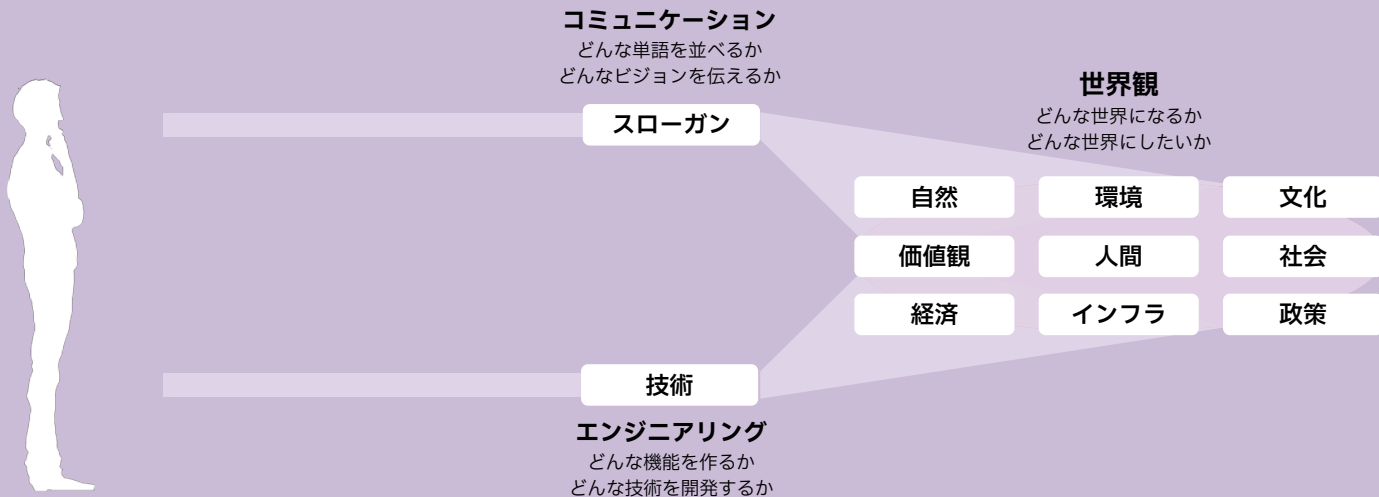 コミュニケーション
どんな単語を並べるか
どんなビジョンを伝えるか
スローガン
世界観
どんな世界になるか
どんな世界にしたいか
自然 環境 文化
価値観 人間 社会
経済 インフラ 政策
技術
エンジニアリング
どんな機能を作るか
どんな技術を開発するか